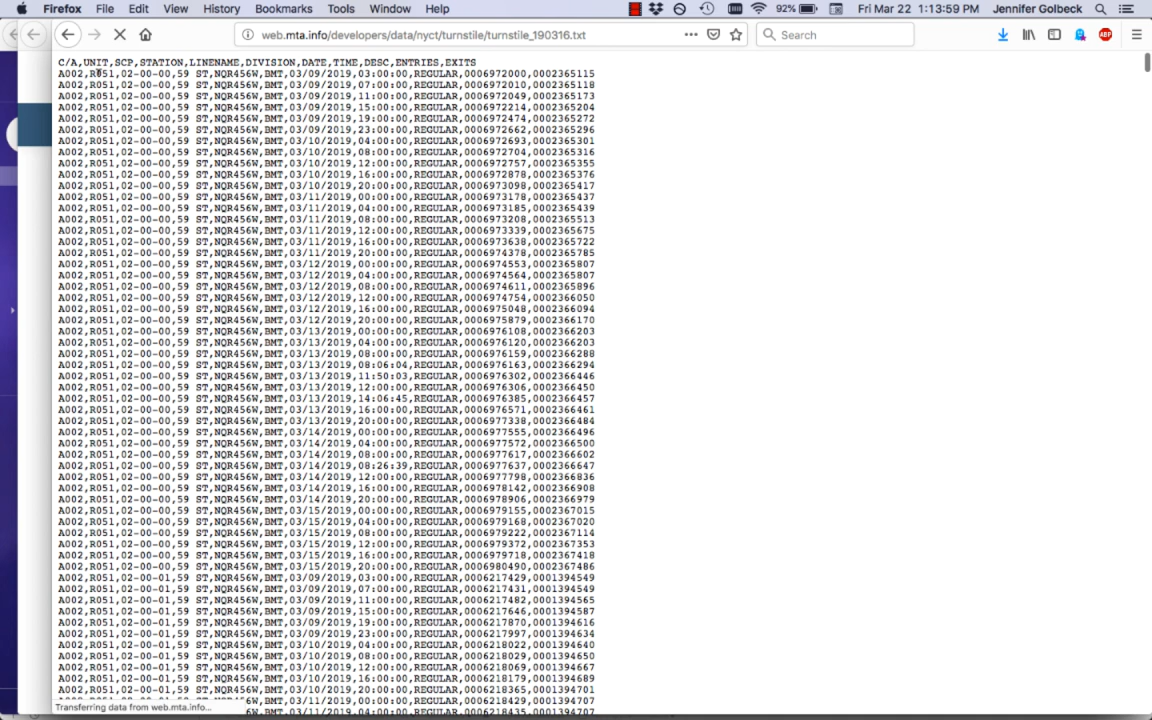 Firefox File Edit View History Bookmarks Tools Window Help 92% Fri Mar 22 1:13:59 PM Jennifer Golbeck
web.mta.info/developers/data/nyct/turnstile/turnstile_190316.txt Search ABP
C/A,UNIT,SCP,STATION,LINENAME,DIVISION,DATE,TIME,DESC,ENTRIES,EXITS
A002,R051,02-00-00,59 ST,NQR456W,BMT,03/09/2019,03:00:00,REGULAR,0006972000,0002365115
A002,R051,02-00-00,59 ST,NQR456W,BMT,03/09/2019,07:00:00,REGULAR,0006972010,0002365118
A002,R051,02-00-00,59 ST,NQR456W,BMT,03/09/2019,11:00:00,REGULAR,0006972049,0002365173
A002,R051,02-00-00,59 ST,NQR456W,BMT,03/09/2019,15:00:00,REGULAR,0006972214,0002365204
A002,R051,02-00-00,59 ST,NQR456W,BMT,03/09/2019,19:00:00,REGULAR,0006972474,0002365272
A002,R051,02-00-00,59 ST,NQR456W,BMT,03/09/2019,23:00:00,REGULAR,0006972662,0002365296
A002,R051,02-00-00,59 ST,NQR456W,BMT,03/10/2019,04:00:00,REGULAR,0006972693,0002365301
A002,R051,02-00-00,59 ST,NQR456W,BMT,03/10/2019,08:00:00,REGULAR,0006972704,0002365316
A002,R051,02-00-00,59 ST,NQR456W,BMT,03/10/2019,12:00:00,REGULAR,0006972757,0002365355
A002,R051,02-00-00,59 ST,NQR456W,BMT,03/10/2019,16:00:00,REGULAR,0006972878,0002365376
A002,R051,02-00-00,59 ST,NQR456W,BMT,03/10/2019,20:00:00,REGULAR,0006973098,0002365417
A002,R051,02-00-00,59 ST,NQR456W,BMT,03/11/2019,00:00:00,REGULAR,0006973178,0002365437
A002,R051,02-00-00,59 ST,NQR456W,BMT,03/11/2019,04:00:00,REGULAR,0006973185,0002365439
A002,R051,02-00-00,59 ST,NQR456W,BMT,03/11/2019,08:00:00,REGULAR,0006973208,0002365513
A002,R051,02-00-00,59 ST,NQR456W,BMT,03/11/2019,12:00:00,REGULAR,0006973339,0002365675
A002,R051,02-00-00,59 ST,NQR456W,BMT,03/11/2019,16:00:00,REGULAR,0006973638,0002365722
A002,R051,02-00-00,59 ST,NQR456W,BMT,03/11/2019,20:00:00,REGULAR,0006974378,0002365785
A002,R051,02-00-00,59 ST,NQR456W,BMT,03/12/2019,00:00:00,REGULAR,0006974553,0002365807
A002,R051,02-00-00,59 ST,NQR456W,BMT,03/12/2019,04:00:00,REGULAR,0006974564,0002365807
A002,R051,02-00-00,59 ST,NQR456W,BMT,03/12/2019,08:00:00,REGULAR,0006974611,0002365896
A002,R051,02-00-00,59 ST,NQR456W,BMT,03/12/2019,12:00:00,REGULAR,0006974754,0002366050
A002,R051,02-00-00,59 ST,NQR456W,BMT,03/12/2019,16:00:00,REGULAR,0006975048,0002366094
A002,R051,02-00-00,59 ST,NQR456W,BMT,03/12/2019,20:00:00,REGULAR,0006975879,0002366170
A002,R051,02-00-00,59 ST,NQR456W,BMT,03/13/2019,00:00:00,REGULAR,0006976108,0002366203
A002,R051,02-00-00,59 ST,NQR456W,BMT,03/13/2019,04:00:00,REGULAR,0006976120,0002366203
A002,R051,02-00-00,59 ST,NQR456W,BMT,03/13/2019,08:00:00,REGULAR,0006976159,0002366288
A002,R051,02-00-00,59 ST,NQR456W,BMT,03/13/2019,08:06:04,REGULAR,0006976163,0002366294
A002,R051,02-00-00,59 ST,NQR456W,BMT,03/13/2019,11:50:03,REGULAR,0006976302,0002366446
A002,R051,02-00-00,59 ST,NQR456W,BMT,03/13/2019,12:00:00,REGULAR,0006976306,0002366450
A002,R051,02-00-00,59 ST,NQR456W,BMT,03/13/2019,14:06:45,REGULAR,0006976385,0002366457
A002,R051,02-00-00,59 ST,NQR456W,BMT,03/13/2019,16:00:00,REGULAR,0006976571,0002366461
A002,R051,02-00-00,59 ST,NQR456W,BMT,03/13/2019,20:00:00,REGULAR,0006977338,0002366484
A002,R051,02-00-00,59 ST,NQR456W,BMT,03/14/2019,00:00:00,REGULAR,0006977555,0002366496
A002,R051,02-00-00,59 ST,NQR456W,BMT,03/14/2019,04:00:00,REGULAR,0006977572,0002366500
A002,R051,02-00-00,59 ST,NQR456W,BMT,03/14/2019,08:00:00,REGULAR,0006977617,0002366602
A002,R051,02-00-00,59 ST,NQR456W,BMT,03/14/2019,08:26:39,REGULAR,0006977637,0002366647
A002,R051,02-00-00,59 ST,NQR456W,BMT,03/14/2019,12:00:00,REGULAR,0006977798,0002366836
A002,R051,02-00-00,59 ST,NQR456W,BMT,03/14/2019,16:00:00,REGULAR,0006978142,0002366908
A002,R051,02-00-00,59 ST,NQR456W,BMT,03/14/2019,20:00:00,REGULAR,0006978906,0002366979
A002,R051,02-00-00,59 ST,NQR456W,BMT,03/15/2019,00:00:00,REGULAR,0006979155,0002367015
A002,R051,02-00-00,59 ST,NQR456W,BMT,03/15/2019,04:00:00,REGULAR,0006979168,0002367020
A002,R051,02-00-00,59 ST,NQR456W,BMT,03/15/2019,08:00:00,REGULAR,0006979222,0002367114
A002,R051,02-00-00,59 ST,NQR456W,BMT,03/15/2019,12:00:00,REGULAR,0006979372,0002367353
A002,R051,02-00-00,59 ST,NQR456W,BMT,03/15/2019,16:00:00,REGULAR,0006979718,0002367418
A002,R051,02-00-00,59 ST,NQR456W,BMT,03/15/2019,20:00:00,REGULAR,0006980490,0002367486
A002,R051,02-00-01,59 ST,NQR456W,BMT,03/09/2019,03:00:00,REGULAR,0006217429,0001394549
A002,R051,02-00-01,59 ST,NQR456W,BMT,03/09/2019,07:00:00,REGULAR,0006217431,0001394549
A002,R051,02-00-01,59 ST,NQR456W,BMT,03/09/2019,11:00:00,REGULAR,0006217482,0001394565
A002,R051,02-00-01,59 ST,NQR456W,BMT,03/09/2019,15:00:00,REGULAR,0006217646,0001394587
A002,R051,02-00-01,59 ST,NQR456W,BMT,03/09/2019,19:00:00,REGULAR,0006217870,0001394616
A002,R051,02-00-01,59 ST,NQR456W,BMT,03/09/2019,23:00:00,REGULAR,0006217997,0001394634
A002,R051,02-00-01,59 ST,NQR456W,BMT,03/10/2019,04:00:00,REGULAR,0006218022,0001394640
A002,R051,02-00-01,59 ST,NQR456W,BMT,03/10/2019,08:00:00,REGULAR,0006218029,0001394650
A002,R051,02-00-01,59 ST,NQR456W,BMT,03/10/2019,12:00:00,REGULAR,0006218069,0001394667
A002,R051,02-00-01,59 ST,NQR456W,BMT,03/10/2019,16:00:00,REGULAR,0006218179,0001394689
A002,R051,02-00-01,59 ST,NQR456W,BMT,03/10/2019,20:00:00,REGULAR,0006218365,0001394701
6W,BMT,03/11/2019,00:00:00,REGULAR,0006218429,0001394707
Transferring data from web.mta.info... 6W,BMT,03/11/2019,04:00:00,REGULAR,0006218435,0001394707